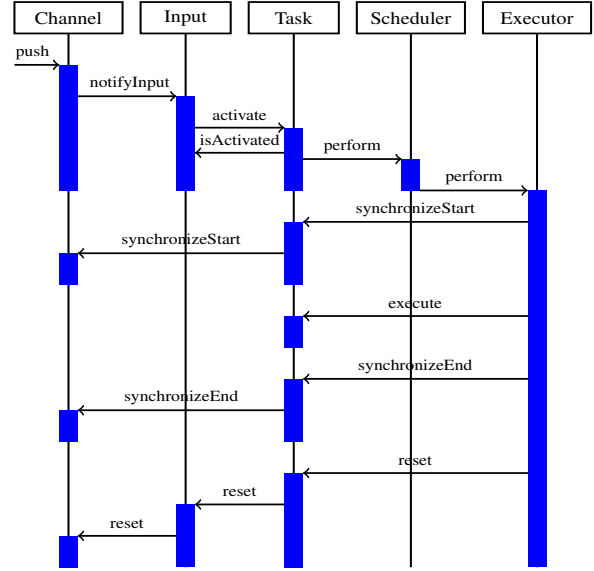 Channel
Input
Task
Scheduler
Executor
push
notifyInput
activate
isActivated
perform
perform
synchronizeStart
synchronizeStart
execute
synchronizeEnd
synchronizeEnd
reset
reset
reset